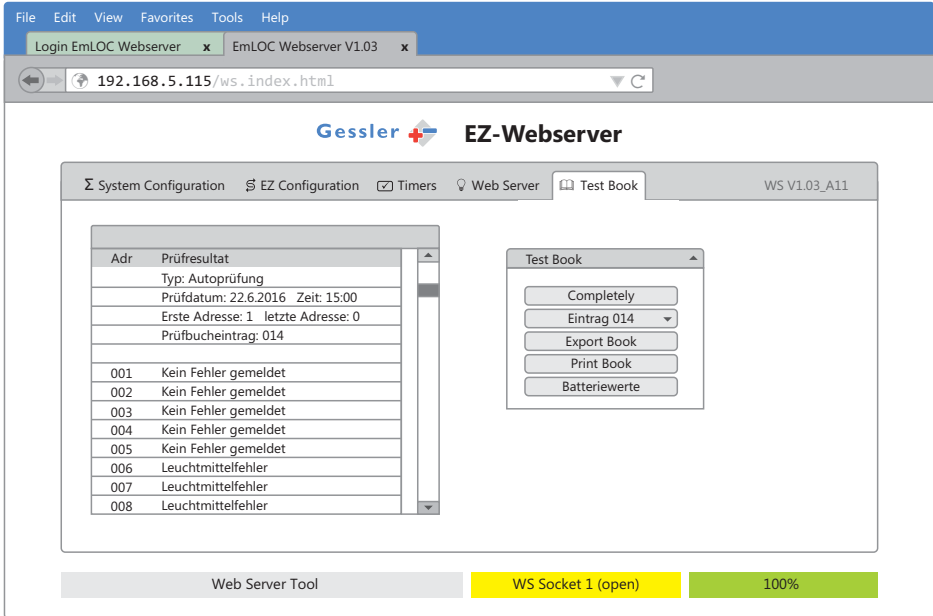 File Edit View Favorites Tools Help
Login EmLOC Webserver x EmLOC Webserver V1.03 x
192.168.5.115/ws.index.html
Gessler EZ-Webserver
Σ System Configuration EZ Configuration Timers Web Server Test Book WS V1.03_A11
Adr Prüfresultat
Typ: Autoprüfung
Prüfdatum: 22.6.2016 Zeit: 15:00
Erste Adresse: 1 letzte Adresse: 0
Prüfbucheintrag: 014
001 Kein Fehler gemeldet
002 Kein Fehler gemeldet
003 Kein Fehler gemeldet
004 Kein Fehler gemeldet
005 Kein Fehler gemeldet
006 Leuchtmittelfehler
007 Leuchtmittelfehler
008 Leuchtmittelfehler
Test Book
Completely
Eintrag 014
Export Book
Print Book
Batteriewerte
Web Server Tool WS Socket 1 (open) 100%